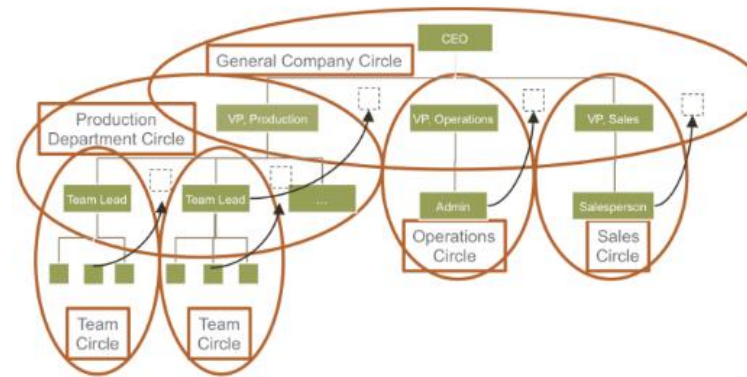 CEO
General Company Circle
Production
Department Circle
VP, Production
VP, Operations
VP, Sales
Team Lead
Team Lead
...
Admin
Salesperson
Operations
Circle
Sales
Circle
Team
Circle
Team
Circle